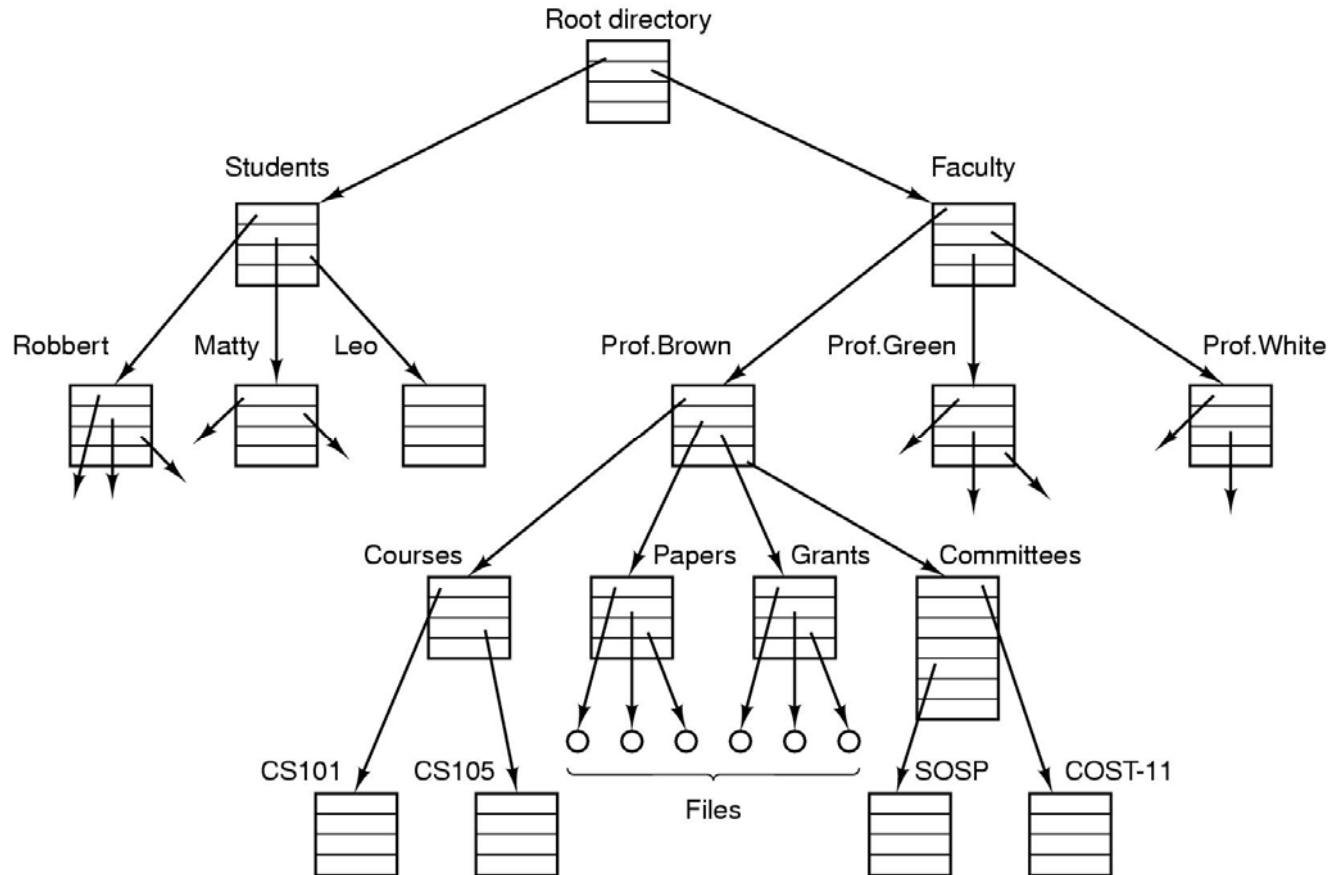 Root directory
Students
Faculty
Robbert
Matty
Leo
Prof.Brown
Prof.Green
Prof.White
Courses
Papers
Grants
Committees
CS101
CS105
SOSP
COST-11
Files